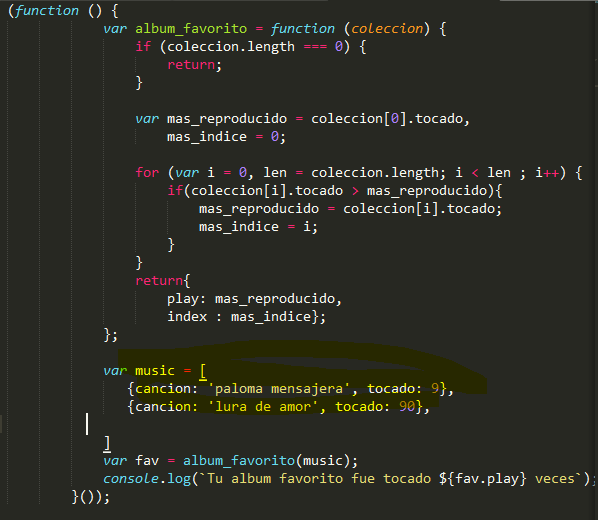 (function () {
var album_favorito = function (coleccion) {
if (coleccion.length === 0) {
return;
}
var mas_reproducido = coleccion[0].tocado,
mas_indice = 0;
for (var i = 0, len = coleccion.length; i < len ; i++) {
if(coleccion[i].tocado > mas_reproducido){
mas_reproducido = coleccion[i].tocado;
mas_indice = i;
}
}
return{
play: mas_reproducido,
index : mas_indice};
};
var music = [
{cancion: 'paloma mensajera', tocado: 9},
{cancion: 'lura de amor', tocado: 90},
]
var fav = album_favorito(music);
console.log(`Tu album favorito fue tocado ${fav.play} veces`);
}());